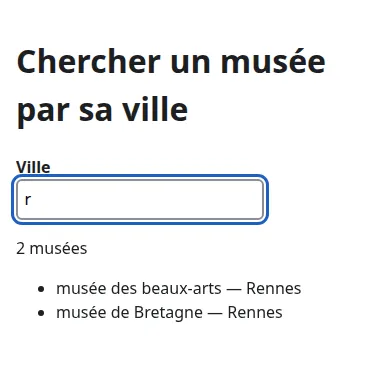 Chercher un musée
par sa ville
Ville
r
2 musées
musée des beaux-arts — Rennes
musée de Bretagne — Rennes